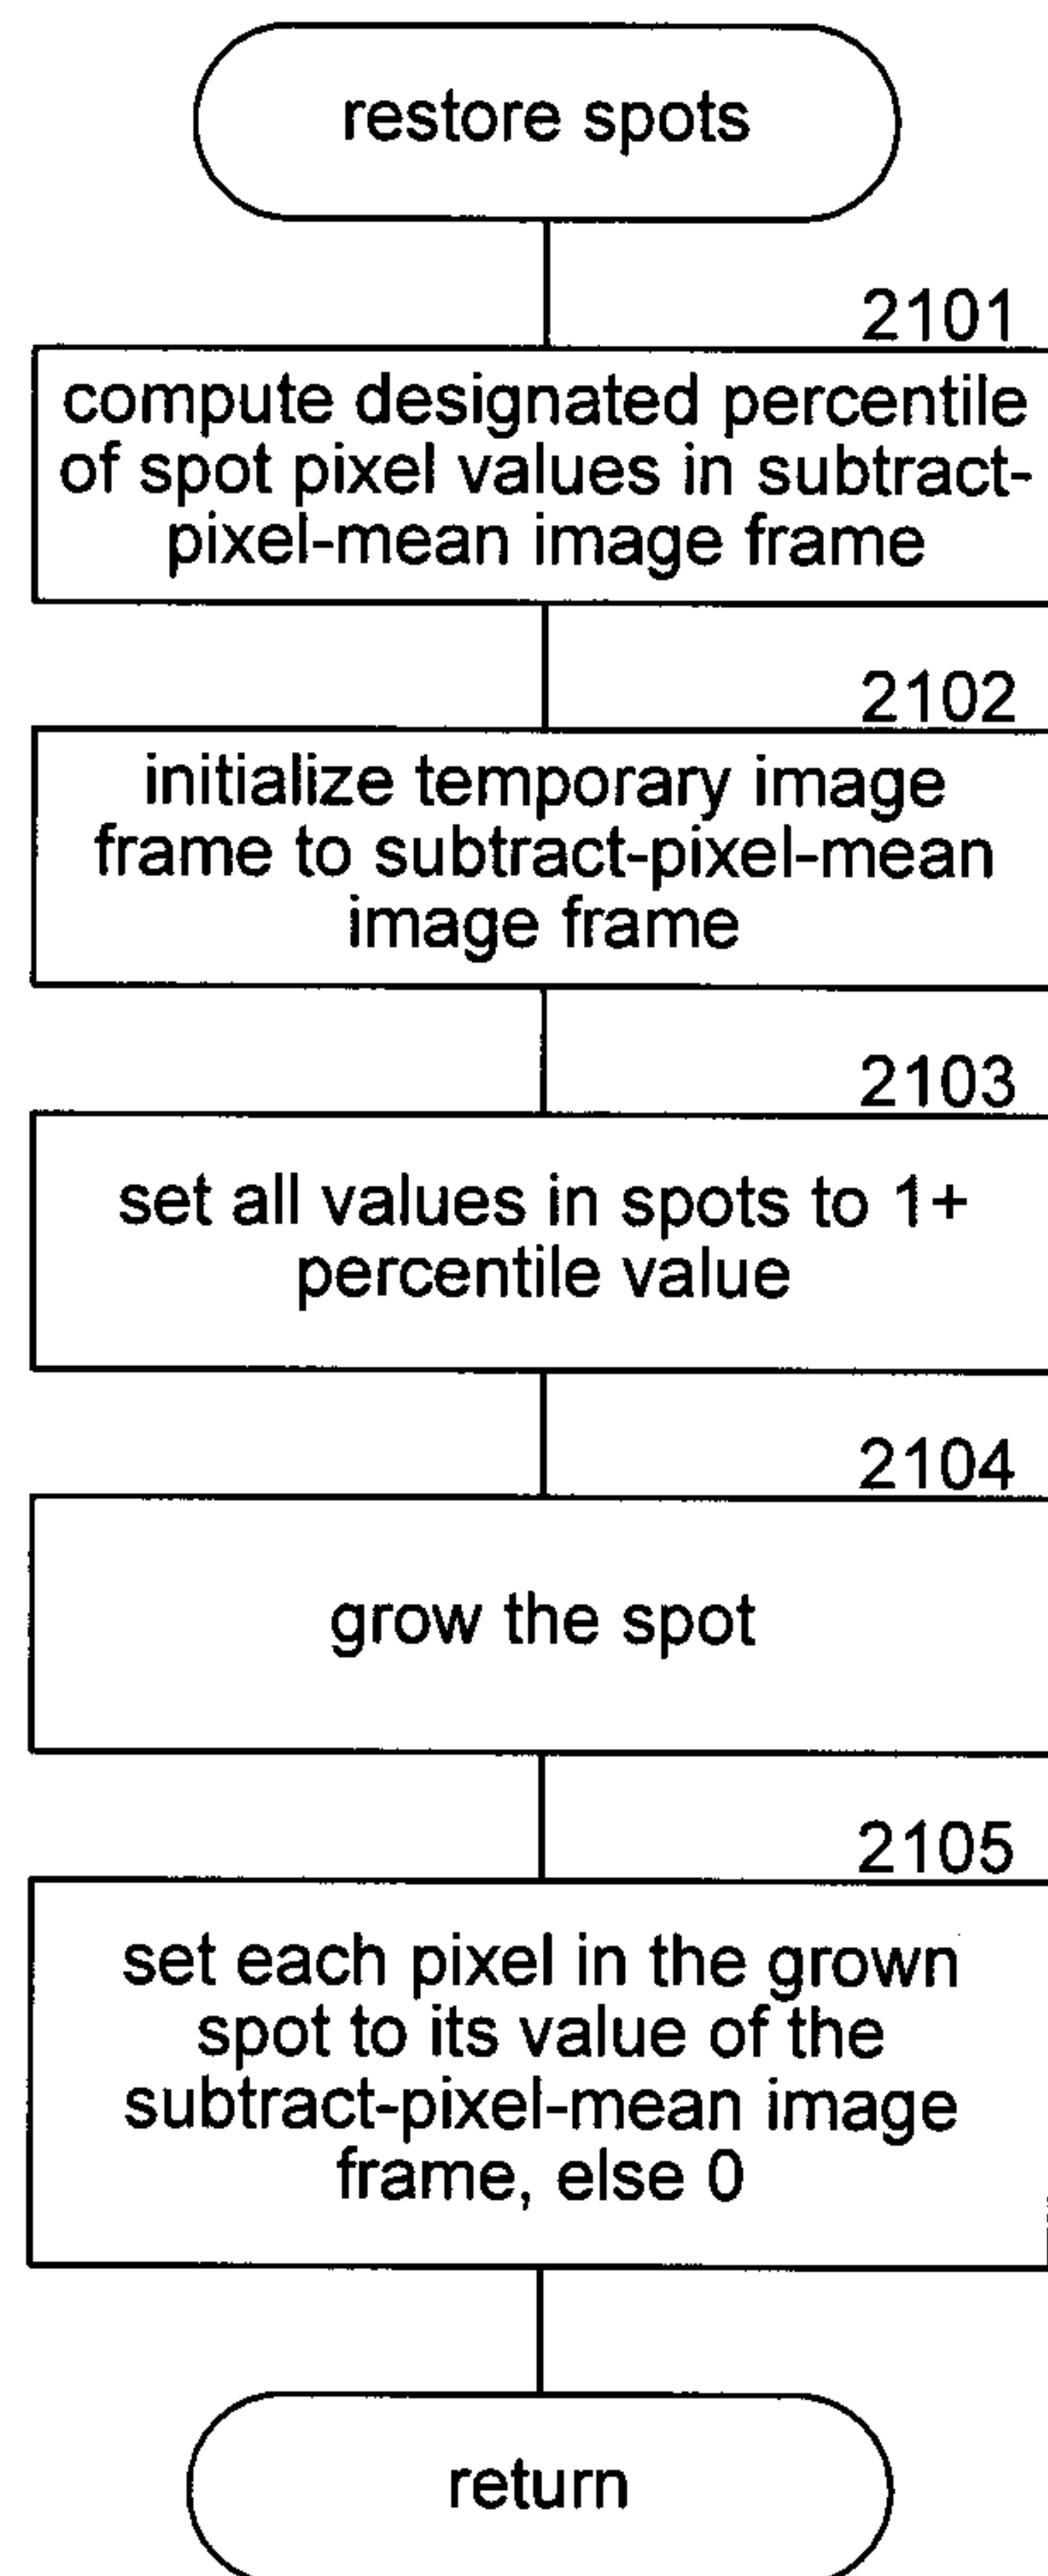 restore spots
2101
compute designated percentile
of spot pixel values in subtract-
pixel-mean image frame
2102
initialize temporary image
frame to subtract-pixel-mean
image frame
2103
set all values in spots to 1+
percentile value
2104
grow the spot
2105
set each pixel in the grown
spot to its value of the
subtract-pixel-mean image
frame, else 0
return